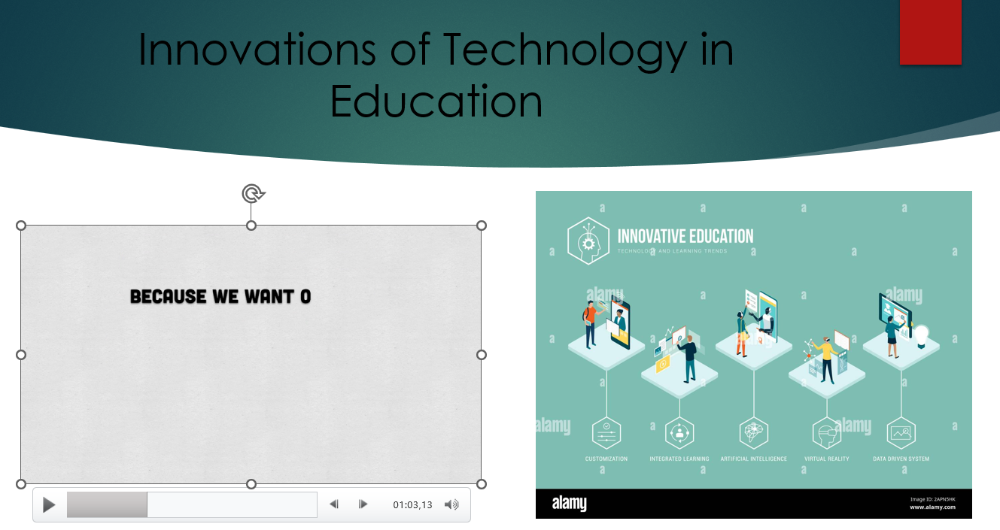 Innovations of Technology in
Education
BECAUSE WE WANT O
01:03,13
INNOVATIVE EDUCATION
TECHNOLOGY AND LEARNING TRENDS
CUSTOMIZATION
INTEGRATED LEARNING
ARTIFICIAL INTELLIGENCE
VIRTUAL REALITY
DATA DRIVEN SYSTEM
alamy
alamy
alamy
alamy
alamy
Image ID: 2APN5HK
www.alamy.com